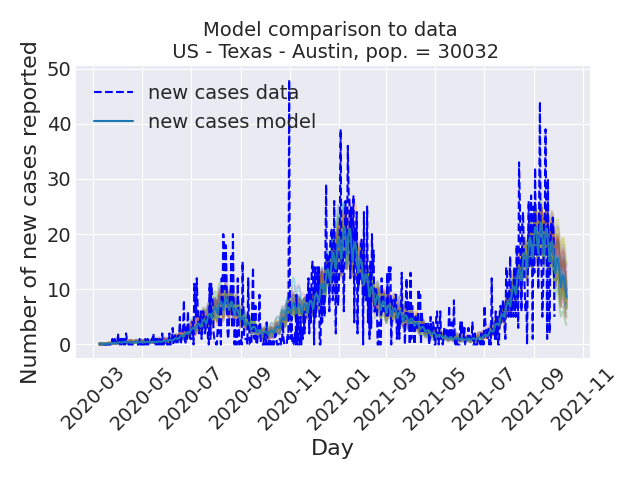 Model comparison to data
US - Texas - Austin, pop. = 30032
Number of new cases reported
50
40
30
20
10
0
new cases data
new cases model
2020-03
2020-05
2020-07
2020-09
2020-11
2021-01
2021-03
2021-05
2021-07
2021-09
2021-11
Day